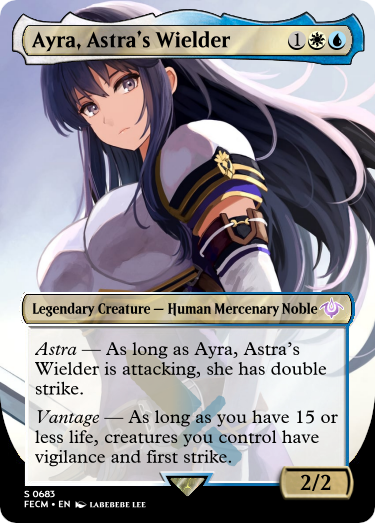 Ayra, Astra's Wielder 1
Legendary Creature — Human Mercenary Noble
Astra — As long as Ayra, Astra's
Wielder is attacking, she has double
strike.
Vantage — As long as you have 15 or
less life, creatures you control have
vigilance and first strike.
2/2
S 0683
FECM • EN LABEBEBE LEE